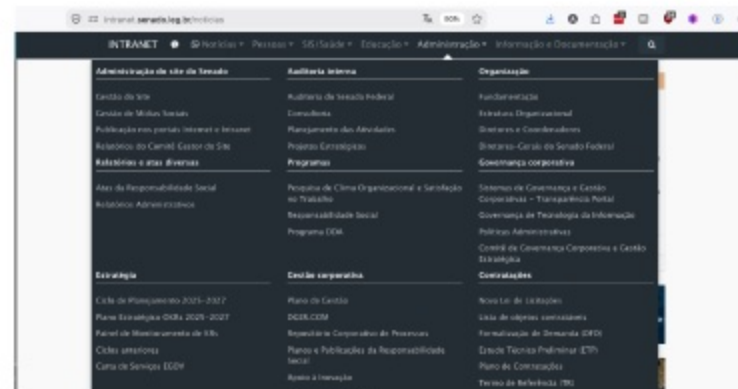 intranet.senado.leg.br/noticias
80%
INTRANET Notícias Pessoas SIS/Saúde Educação Administração Informação e Documentação
Administração do site do Senado
Gestão do Site
Gestão de Mídias Sociais
Publicação nos portais Internet e Intranet
Relatórios do Comitê Gestor do Site
Relatórios e atas diversas
Atas da Responsabilidade Social
Relatórios Administrativos
Estratégia
Ciclo de Planejamento 2025-2027
Plano Estratégico OKRs 2025-2027
Painel de Monitoramento de KRs
Ciclos anteriores
Carta de Serviços EGOV
Auditoria interna
Auditoria do Senado Federal
Consultoria
Planejamento das Atividades
Projetos Estratégicos
Programas
Pesquisa de Clima Organizacional e Satisfação
no Trabalho
Responsabilidade Social
Programa
Gestão corporativa
Plano de Gestão
DGER.COM
Repositório Corporativo de Processos
Planos e Publicações da Responsabilidade
Social
Apoio à Inovação
Organização
Fundamentação
Estrutura Organizacional
Diretores e Coordenadores
Diretores-Gerais do Senado Federal
Governança corporativa
Sistemas de Governança e Gestão
Corporativas - Transparência Portal
Governança de Tecnologia da Informação
Políticas Administrativas
Comitê de Governança Corporativa e Gestão
Estratégica
Contratações
Nova Lei de Licitações
Lista de objetos contratáveis
Formalização de Demanda (DFD)
Estudo Técnico Preliminar (ETP)
Plano de Contratações
Termo de Referência (TR)